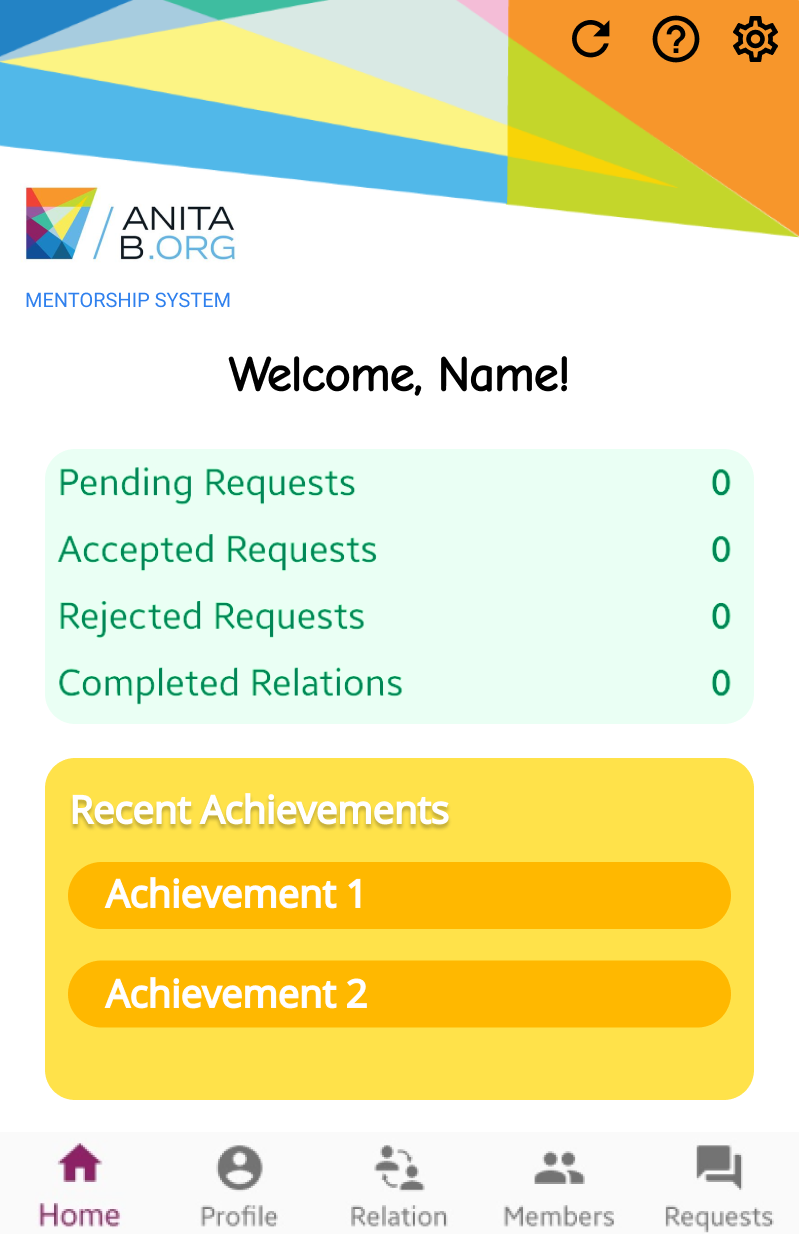 ANITA
B.ORG
MENTORSHIP SYSTEM
Welcome, Name!
Pending Requests 0
Accepted Requests 0
Rejected Requests 0
Completed Relations 0
Recent Achievements
Achievement 1
Achievement 2
Home Profile Relation Members Requests